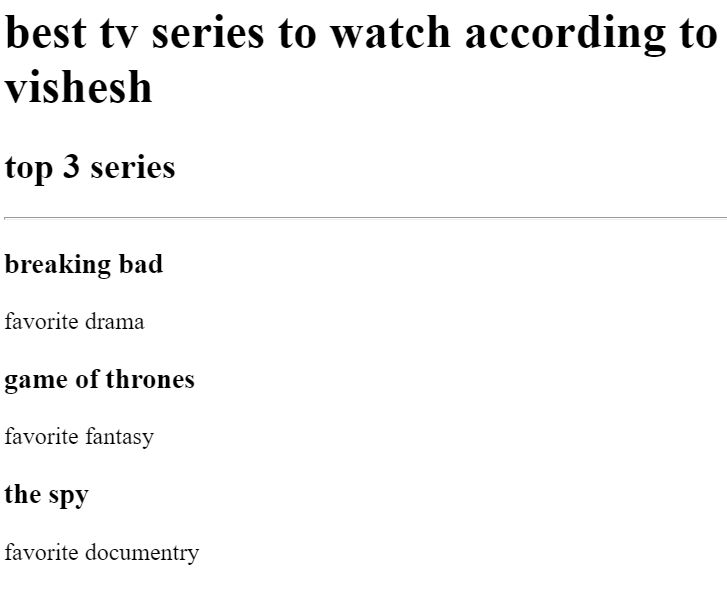 best tv series to watch according to
vishesh
top 3 series
breaking bad
favorite drama
game of thrones
favorite fantasy
the spy
favorite documentry